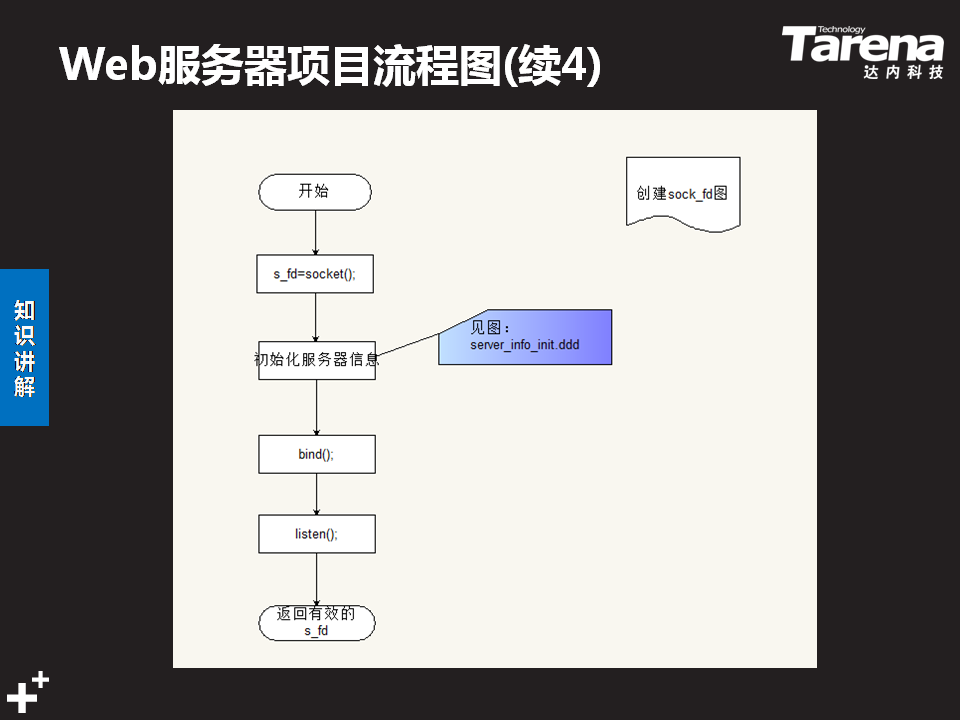 Web服务器项目流程图(续4)
Technology
Tarena
达内科技
知识讲解
开始
创建sock_fd图
s_fd=socket();
初始化服务器信息
见图：
server_info_init.ddd
bind();
listen();
返回有效的
s_fd